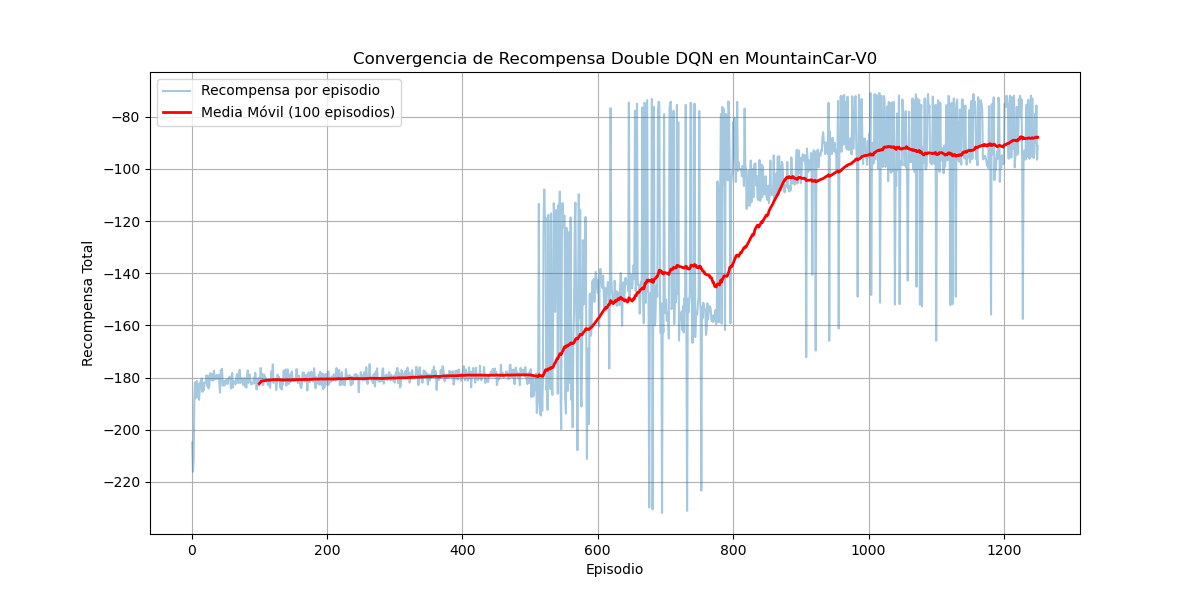 Convergencia de Recompensa Double DQN en MountainCar-V0
Recompensa por episodio
Media Móvil (100 episodios)
Recompensa Total
−80
−100
−120
−140
−160
−180
−200
−220
0 200 400 600 800 1000 1200
Episodio